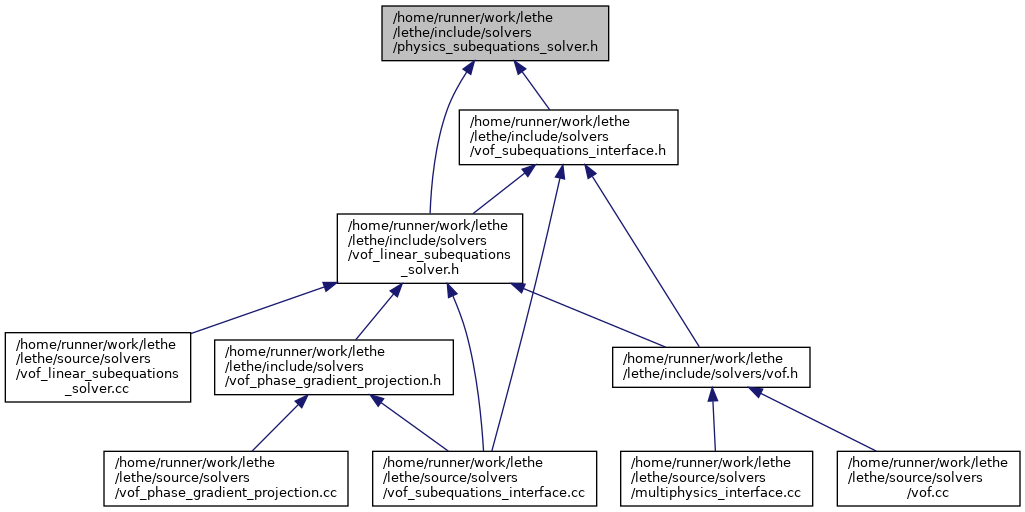 /home/runner/work/lethe
/lethe/include/solvers
/physics_subequations_solver.h
/home/runner/work/lethe
/lethe/include/solvers
/vof_subequations_interface.h
/home/runner/work/lethe
/lethe/include/solvers
/vof_linear_subequations
_solver.h
/home/runner/work/lethe
/lethe/source/solvers
/vof_linear_subequations
_solver.cc
/home/runner/work/lethe
/lethe/include/solvers
/vof_phase_gradient_projection.h
/home/runner/work/lethe
/lethe/include/solvers/vof.h
/home/runner/work/lethe
/lethe/source/solvers
/vof_phase_gradient_projection.cc
/home/runner/work/lethe
/lethe/source/solvers
/vof_subequations_interface.cc
/home/runner/work/lethe
/lethe/source/solvers
/multiphysics_interface.cc
/home/runner/work/lethe
/lethe/source/solvers
/vof.cc